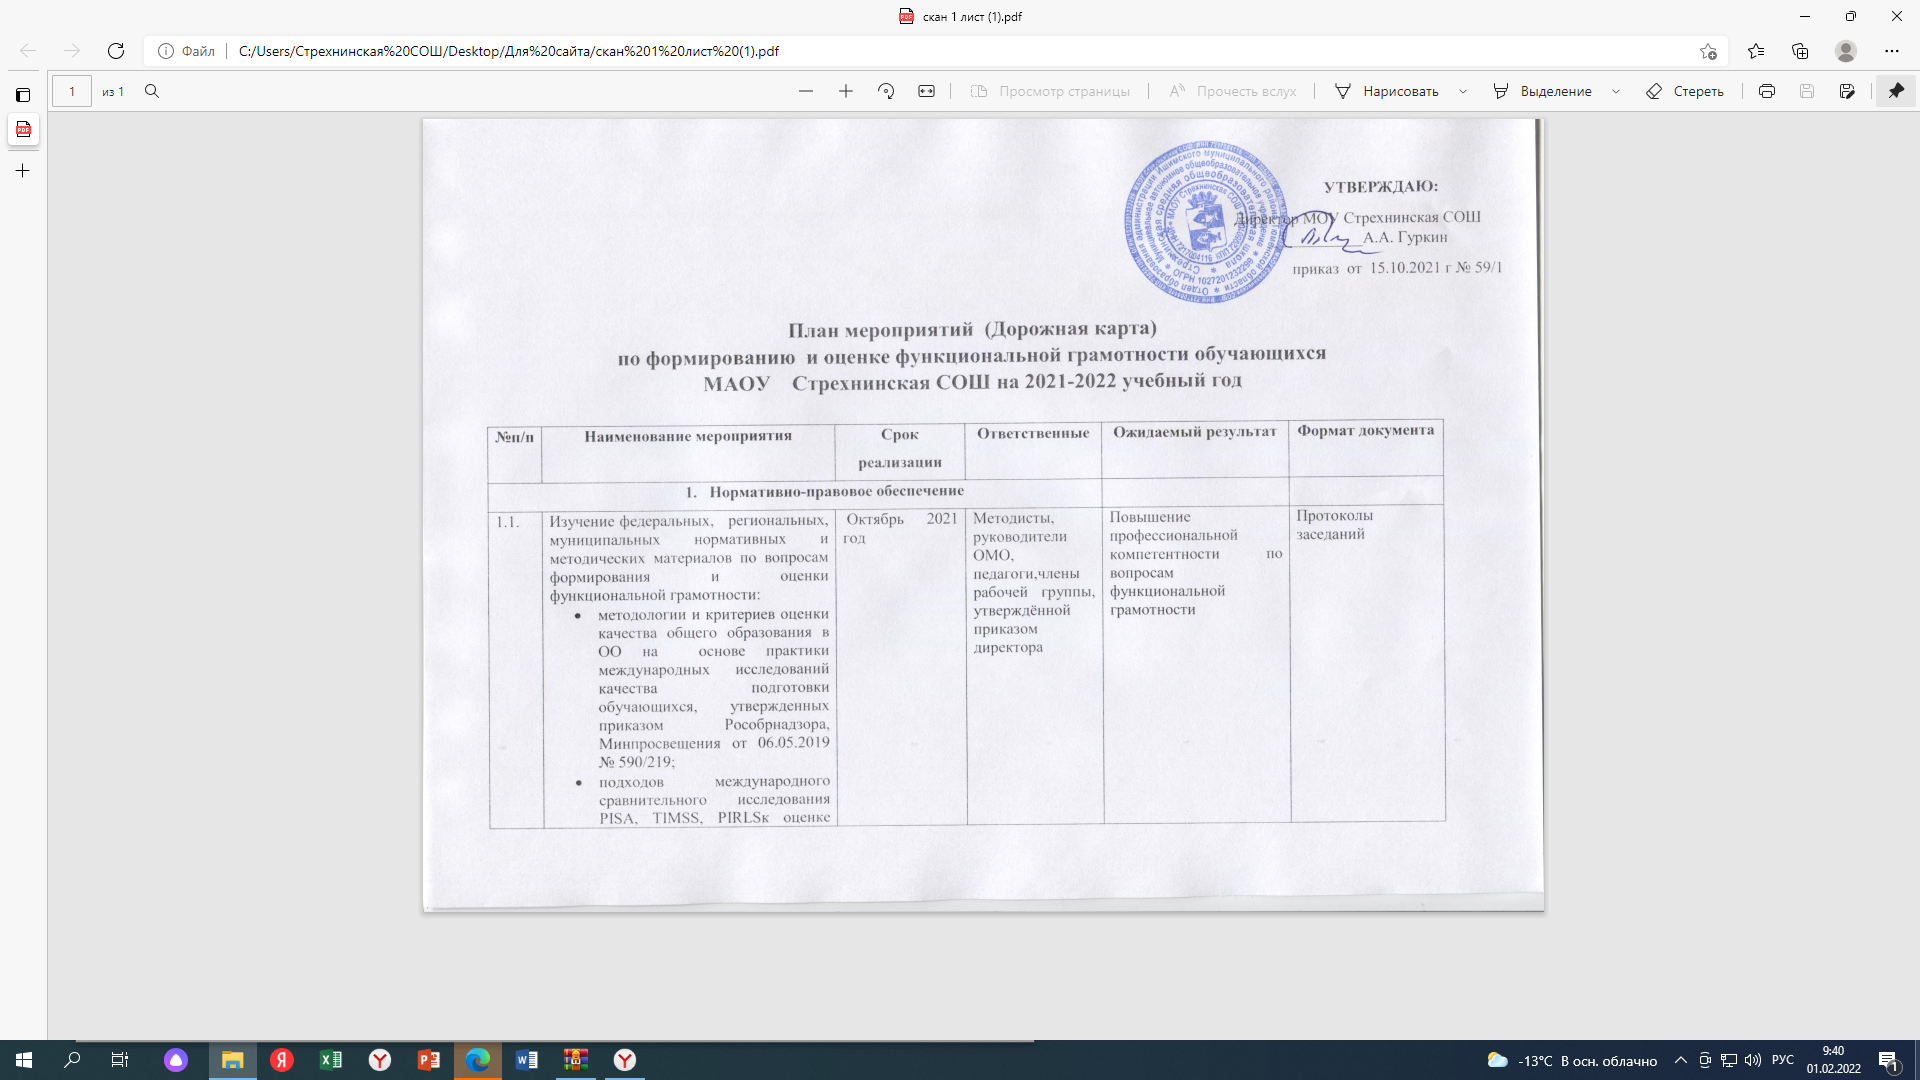 скан 1 лист (1).pdf
Файл
C:/Users/Стрехнинская%20СОШ/Desktop/Для%20сайта/скан%201%20лист%20(1).pdf
1
из 1
Просмотр страницы
Прочесть вслух
Нарисовать
Выделение
Стереть
УТВЕРЖДАЮ:
Директор МОУ Стрехнинская СОШ
А.А. Гуркин
приказ от 15.10.2021 г № 59/1
План мероприятий (Дорожная карта)
по формированию и оценке функциональной грамотности обучающихся
МАОУ Стрехнинская СОШ на 2021-2022 учебный год
№п/п
Наименование мероприятия
Срок
реализации
Ответственные
Ожидаемый результат
Формат документа
1. Нормативно-правовое обеспечение
1.1.
Изучение федеральных, региональных,
муниципальных нормативных и
методических материалов по вопросам
формирования и оценки
функциональной грамотности:
• методологии и критериев оценки
качества общего образования в
ОО на основе практики
международных исследований
качества подготовки
обучающихся, утвержденных
приказом Рособрнадзора,
Минпросвещения от 06.05.2019
№ 590/219;
• подходов международного
сравнительного исследования
PISA, TIMSS, PIRLSк оценке
Октябрь 2021
год
Методисты,
руководители
ОМО,
педагоги,члены
рабочей группы,
утверждённой
приказом
директора
Повышение
профессиональной
компетентности по
вопросам
функциональной
грамотности
Протоколы
заседаний
-13°C В осн. облачно
РУС
9:40
01.02.2022
1